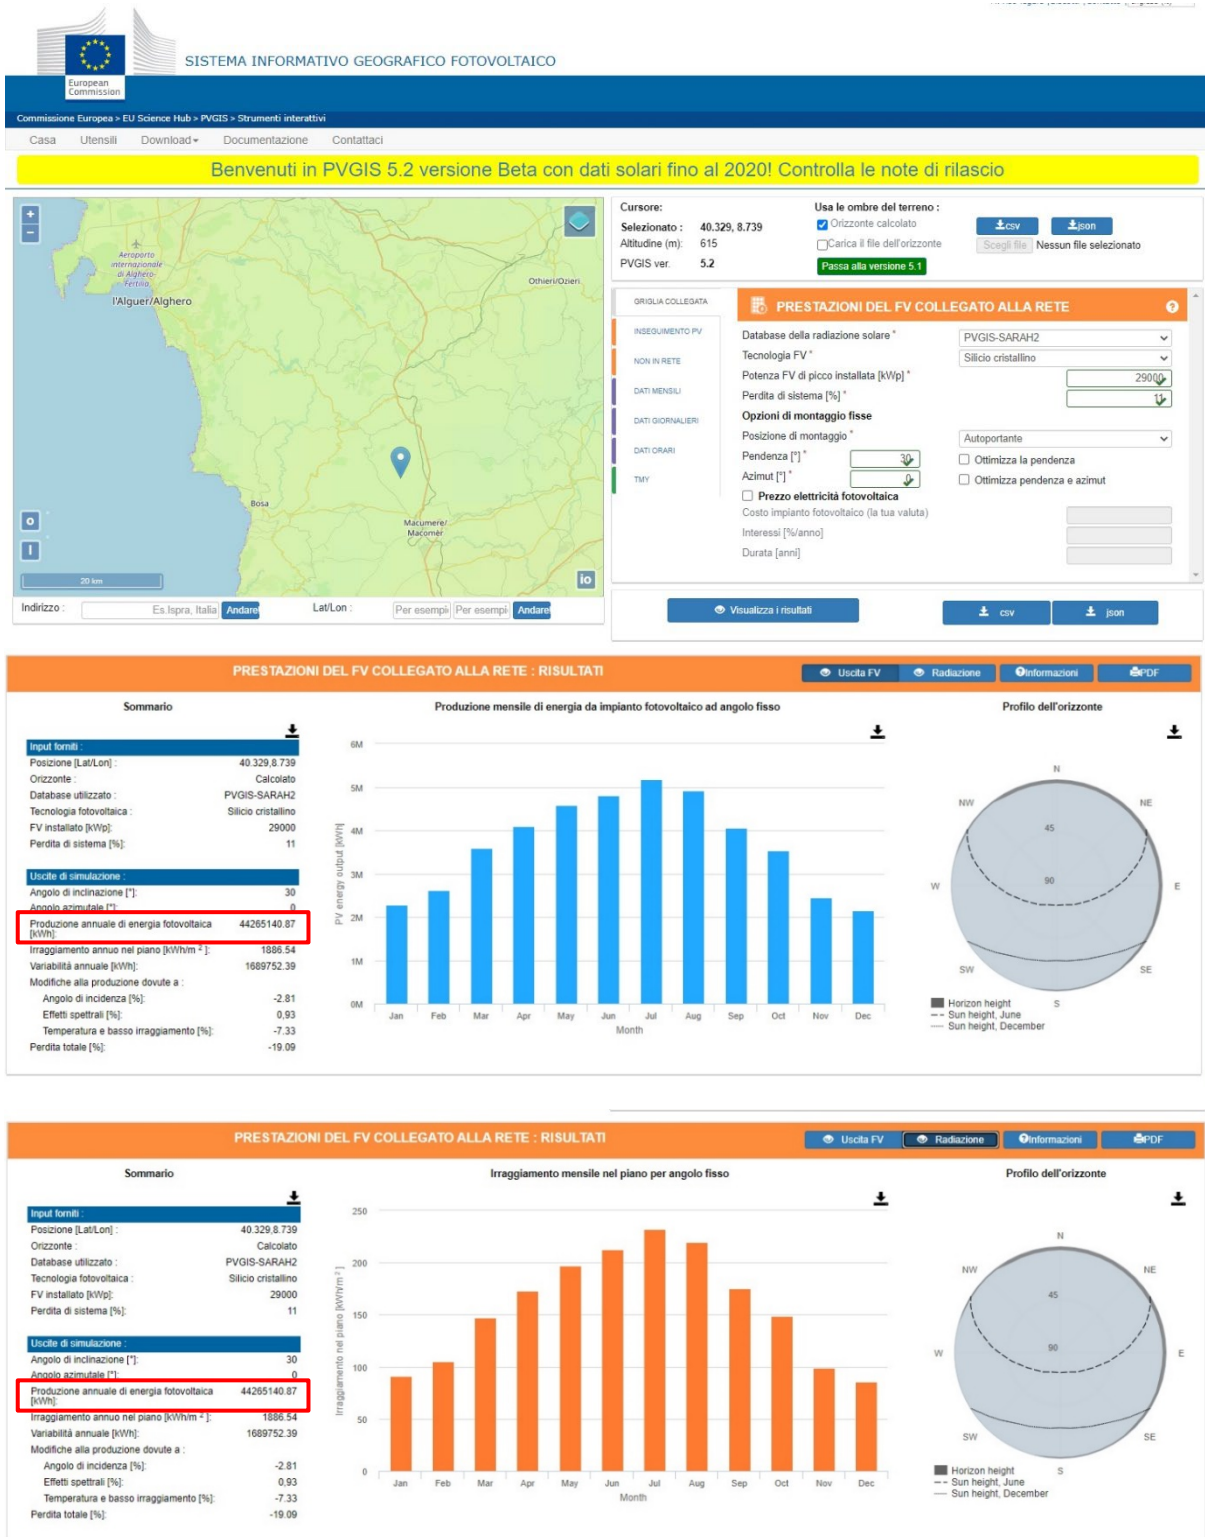 SISTEMA INFORMATIVO GEOGRAFICO FOTOVOLTAICO
European
Commission
Commissione Europea > EU Science Hub > PVGIS > Strumenti interattivi
Casa Utensili Download Documentazione Contattaci
Benvenuti in PVGIS 5.2 versione Beta con dati solari fino al 2020! Controlla le note di rilascio
+
-
Aeroporto
internazionale
di Alghero-
Fertilia
l'Alguer/Alghero
Othieri/Ozieri
Bosa
Macumere/
Macomer
20 km
Indirizzo : Es.Ispra, Italia Andare! Lat/Lon : Per esempi Per esempi Andare!
Cursore:
Selezionato : 40.329, 8.739
Altitudine (m): 615
PVGIS ver. 5.2
Usa le ombre del terreno :
Orizzonte calcolato
Carica il file dell'orizzonte
Passa alla versione 5.1
csv json
Scegli file Nessun file selezionato
GRIGLIA COLLEGATA
INSEGUIMENTO PV
NON IN RETE
DATI MENSILI
DATI GIORNALIERI
DATI ORARI
TMY
PRESTAZIONI DEL FV COLLEGATO ALLA RETE ?
Database della radiazione solare * PVGIS-SARAH2
Tecnologia FV * Silicio cristallino
Potenza FV di picco installata [kWp] * 29000
Perdita di sistema [%] * 11
Opzioni di montaggio fisse
Posizione di montaggio * Autoportante
Pendenza [°] * 30 Ottimizza la pendenza
Azimut [°] * 0 Ottimizza pendenza e azimut
Prezzo elettricità fotovoltaica
Costo impianto fotovoltaico (la tua valuta)
Interessi [%/anno]
Durata [anni]
Visualizza i risultati csv json
PRESTAZIONI DEL FV COLLEGATO ALLA RETE : RISULTATI Uscita FV Radiazione Informazioni PDF
Sommario
Input forniti :
Posizione [Lat/Lon] : 40.329,8.739
Orizzonte : Calcolato
Database utilizzato : PVGIS-SARAH2
Tecnologia fotovoltaica : Silicio cristallino
FV installato [kWp]: 29000
Perdita di sistema [%]: 11
Uscite di simulazione :
Angolo di inclinazione [°]: 30
Angolo azimutale [°]: 0
Produzione annuale di energia fotovoltaica 44265140.87
[kWh]:
Irraggiamento annuo nel piano [kWh/m 2 ]: 1886.54
Variabilità annuale [kWh]: 1689752.39
Modifiche alla produzione dovute a :
Angolo di incidenza [%]: -2.81
Effetti spettrali [%]: 0,93
Temperatura e basso irraggiamento [%]: -7.33
Perdita totale [%]: -19.09
Produzione mensile di energia da impianto fotovoltaico ad angolo fisso
PV energy output [kWh]
6M
5M
4M
3M
2M
1M
0M
Jan Feb Mar Apr May Jun Jul Aug Sep Oct Nov Dec
Month
Profilo dell'orizzonte
N
NW NE
45
W 90 E
SW SE
S
Horizon height
Sun height, June
Sun height, December
PRESTAZIONI DEL FV COLLEGATO ALLA RETE : RISULTATI Uscita FV Radiazione Informazioni PDF
Sommario
Input forniti :
Posizione [Lat/Lon] : 40.329,8.739
Orizzonte : Calcolato
Database utilizzato : PVGIS-SARAH2
Tecnologia fotovoltaica : Silicio cristallino
FV installato [kWp]: 29000
Perdita di sistema [%]: 11
Uscite di simulazione :
Angolo di inclinazione [°]: 30
Angolo azimutale [°]: 0
Produzione annuale di energia fotovoltaica 44265140.87
[kWh]:
Irraggiamento annuo nel piano [kWh/m 2 ]: 1886.54
Variabilità annuale [kWh]: 1689752.39
Modifiche alla produzione dovute a :
Angolo di incidenza [%]: -2.81
Effetti spettrali [%]: 0,93
Temperatura e basso irraggiamento [%]: -7.33
Perdita totale [%]: -19.09
Irraggiamento mensile nel piano per angolo fisso
Irraggiamento nel piano [kWh/m 2 ]
250
200
150
100
50
0
Jan Feb Mar Apr May Jun Jul Aug Sep Oct Nov Dec
Month
Profilo dell'orizzonte
N
NW NE
45
W 90 E
SW SE
S
Horizon height
Sun height, June
Sun height, December